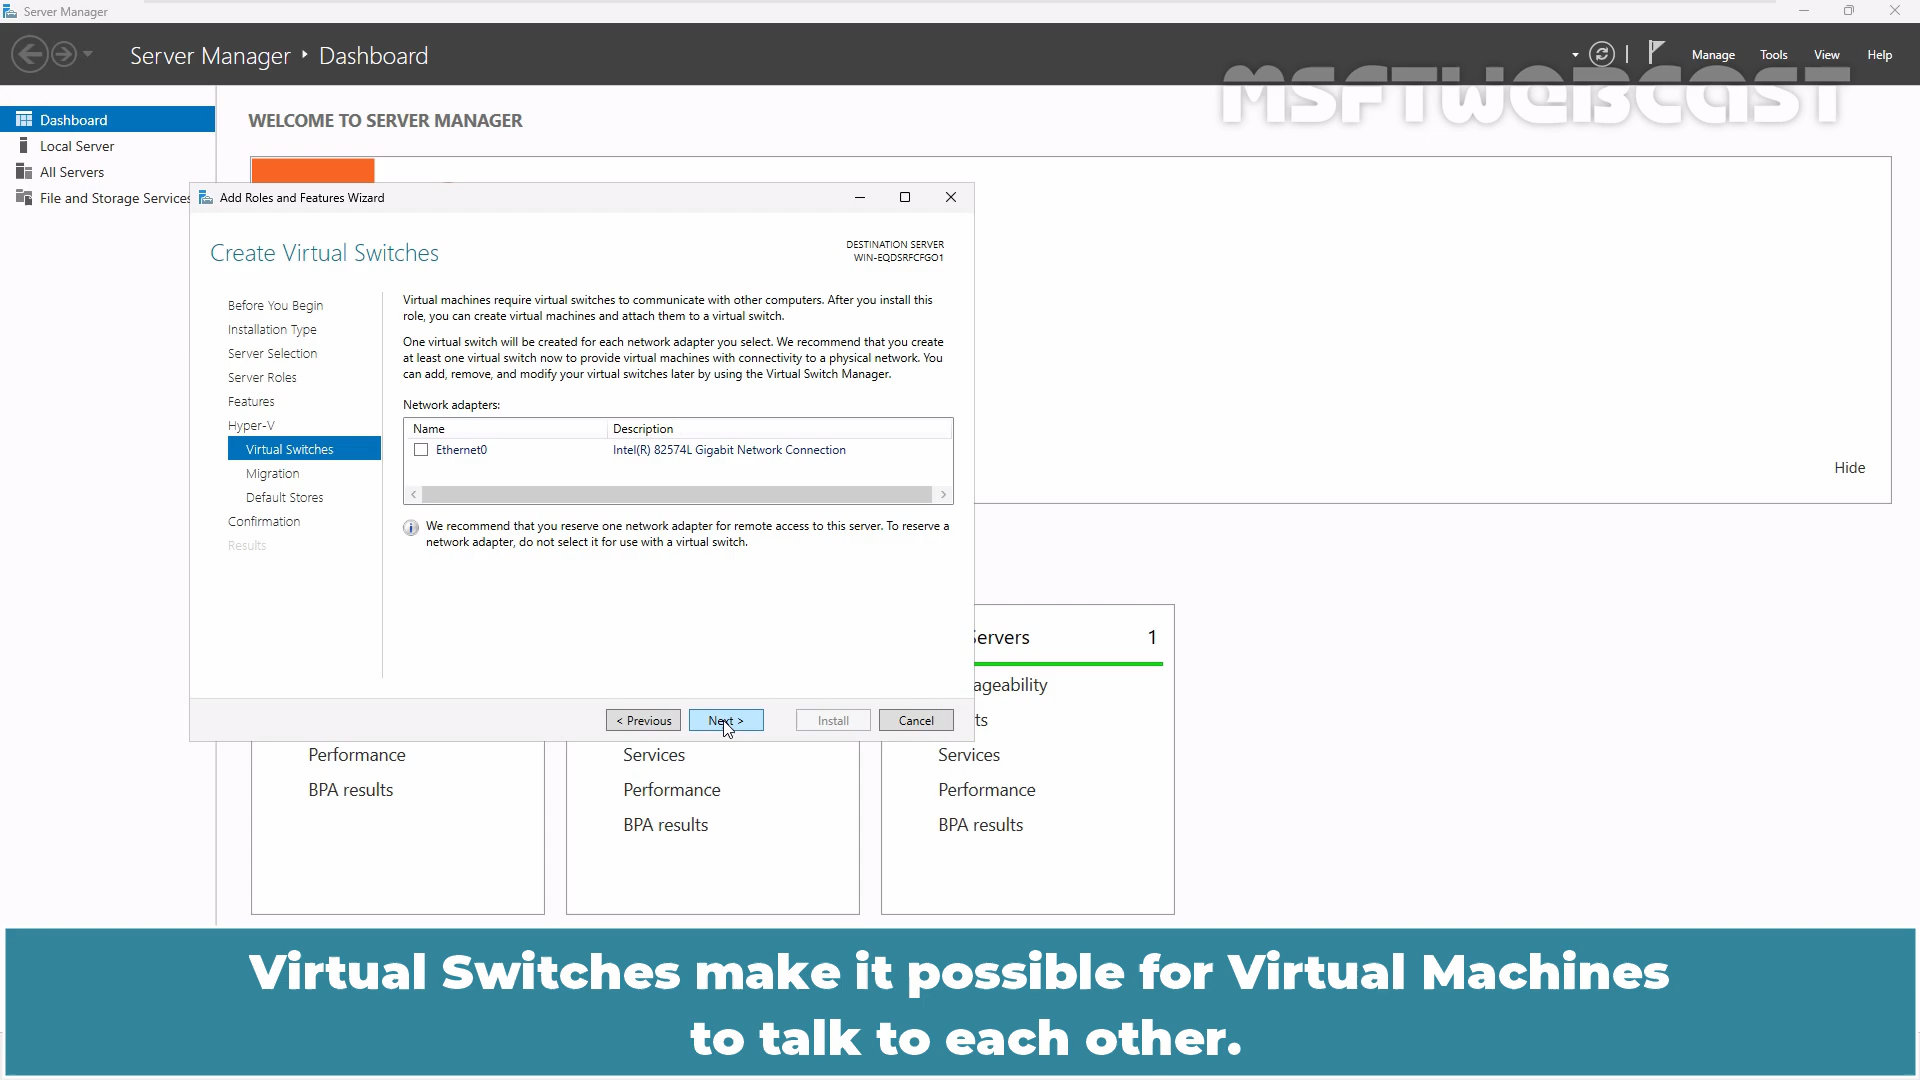 Server Manager
Server Manager ‣ Dashboard
Manage Tools View Help
MSFTWEBCAST
Dashboard
Local Server
All Servers
File and Storage Services
WELCOME TO SERVER MANAGER
Hide
Add Roles and Features Wizard
Create Virtual Switches
DESTINATION SERVER
WIN-EQDSRFCFGO1
Before You Begin
Installation Type
Server Selection
Server Roles
Features
Hyper-V
Virtual Switches
Migration
Default Stores
Confirmation
Results
Virtual machines require virtual switches to communicate with other computers. After you install this
role, you can create virtual machines and attach them to a virtual switch.
One virtual switch will be created for each network adapter you select. We recommend that you create
at least one virtual switch now to provide virtual machines with connectivity to a physical network. You
can add, remove, and modify your virtual switches later by using the Virtual Switch Manager.
Network adapters:
Name Description
Ethernet0 Intel(R) 82574L Gigabit Network Connection
We recommend that you reserve one network adapter for remote access to this server. To reserve a
network adapter, do not select it for use with a virtual switch.
< Previous Next > Install Cancel
Performance
BPA results
Services
Performance
BPA results
Servers 1
ageability
ts
Services
Performance
BPA results
Virtual Switches make it possible for Virtual Machines
to talk to each other.